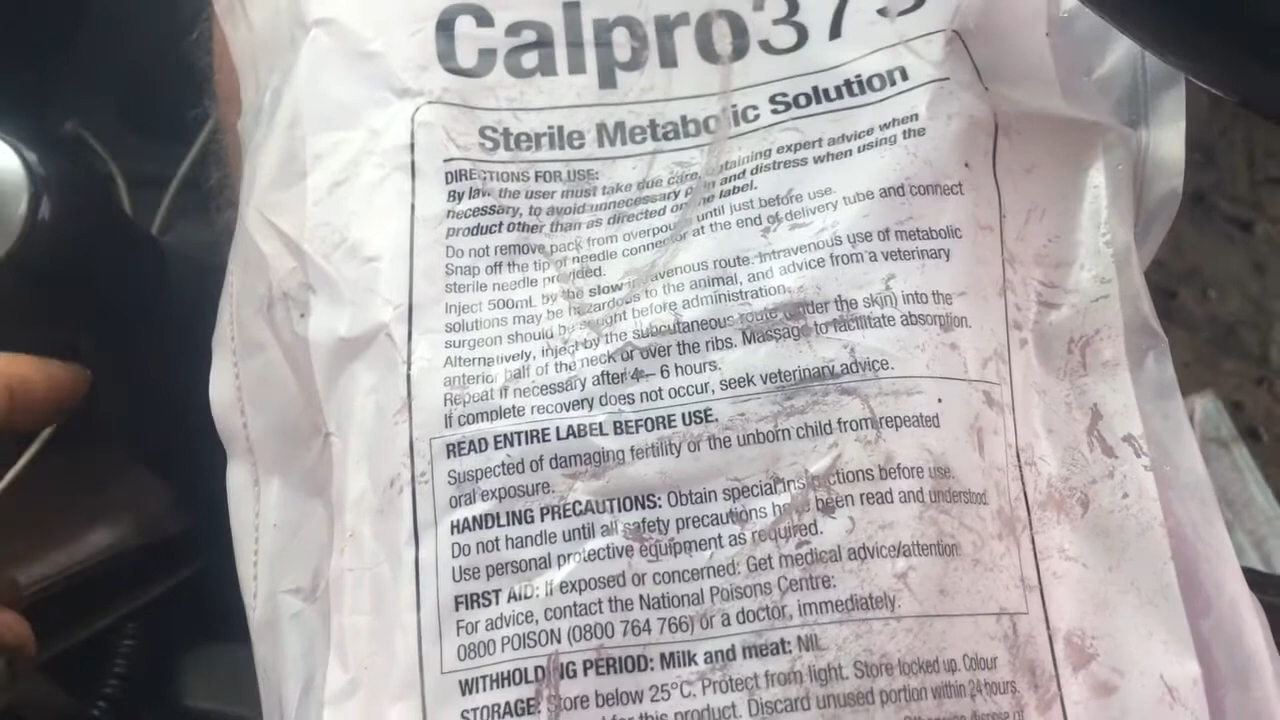 Calpro375
Sterile Metabolic Solution
DIRECTIONS FOR USE:
By law the user must take due care, obtaining expert advice when
necessary, to avoid unnecessary pain and distress when using the
product other than as directed on the label.
Do not remove pack from overpouch until just before use.
Snap off the tip of needle connector at the end of delivery tube and connect
sterile needle provided.
Inject 500mL by the slow intravenous route. Intravenous use of metabolic
solutions may be hazardous to the animal, and advice from a veterinary
surgeon should be sought before administration.
Alternatively, inject by the subcutaneous route (under the skin) into the
anterior half of the neck or over the ribs. Massage to facilitate absorption.
Repeat if necessary after 4 – 6 hours.
If complete recovery does not occur, seek veterinary advice.
READ ENTIRE LABEL BEFORE USE.
Suspected of damaging fertility or the unborn child from repeated
oral exposure.
HANDLING PRECAUTIONS: Obtain special instructions before use.
Do not handle until all safety precautions have been read and understood.
Use personal protective equipment as required.
FIRST AID: If exposed or concerned: Get medical advice/attention.
For advice, contact the National Poisons Centre:
0800 POISON (0800 764 766) or a doctor, immediately.
WITHHOLDING PERIOD: Milk and meat: NIL
STORAGE: Store below 25°C. Protect from light. Store locked up. Colour
for this product. Discard unused portion within 24 hours.